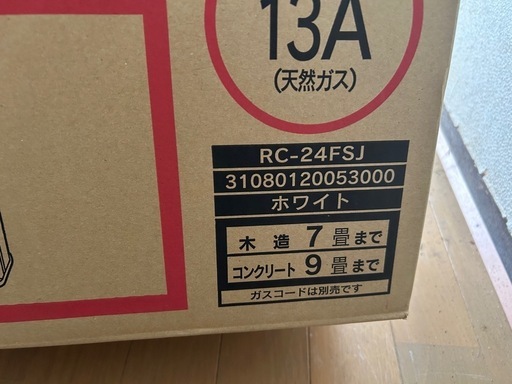 13A
(天然ガス)
RC-24FSJ
31080120053000
ホワイト
木造 7畳まで
コンクリート 9畳まで
ガスコードは別売です